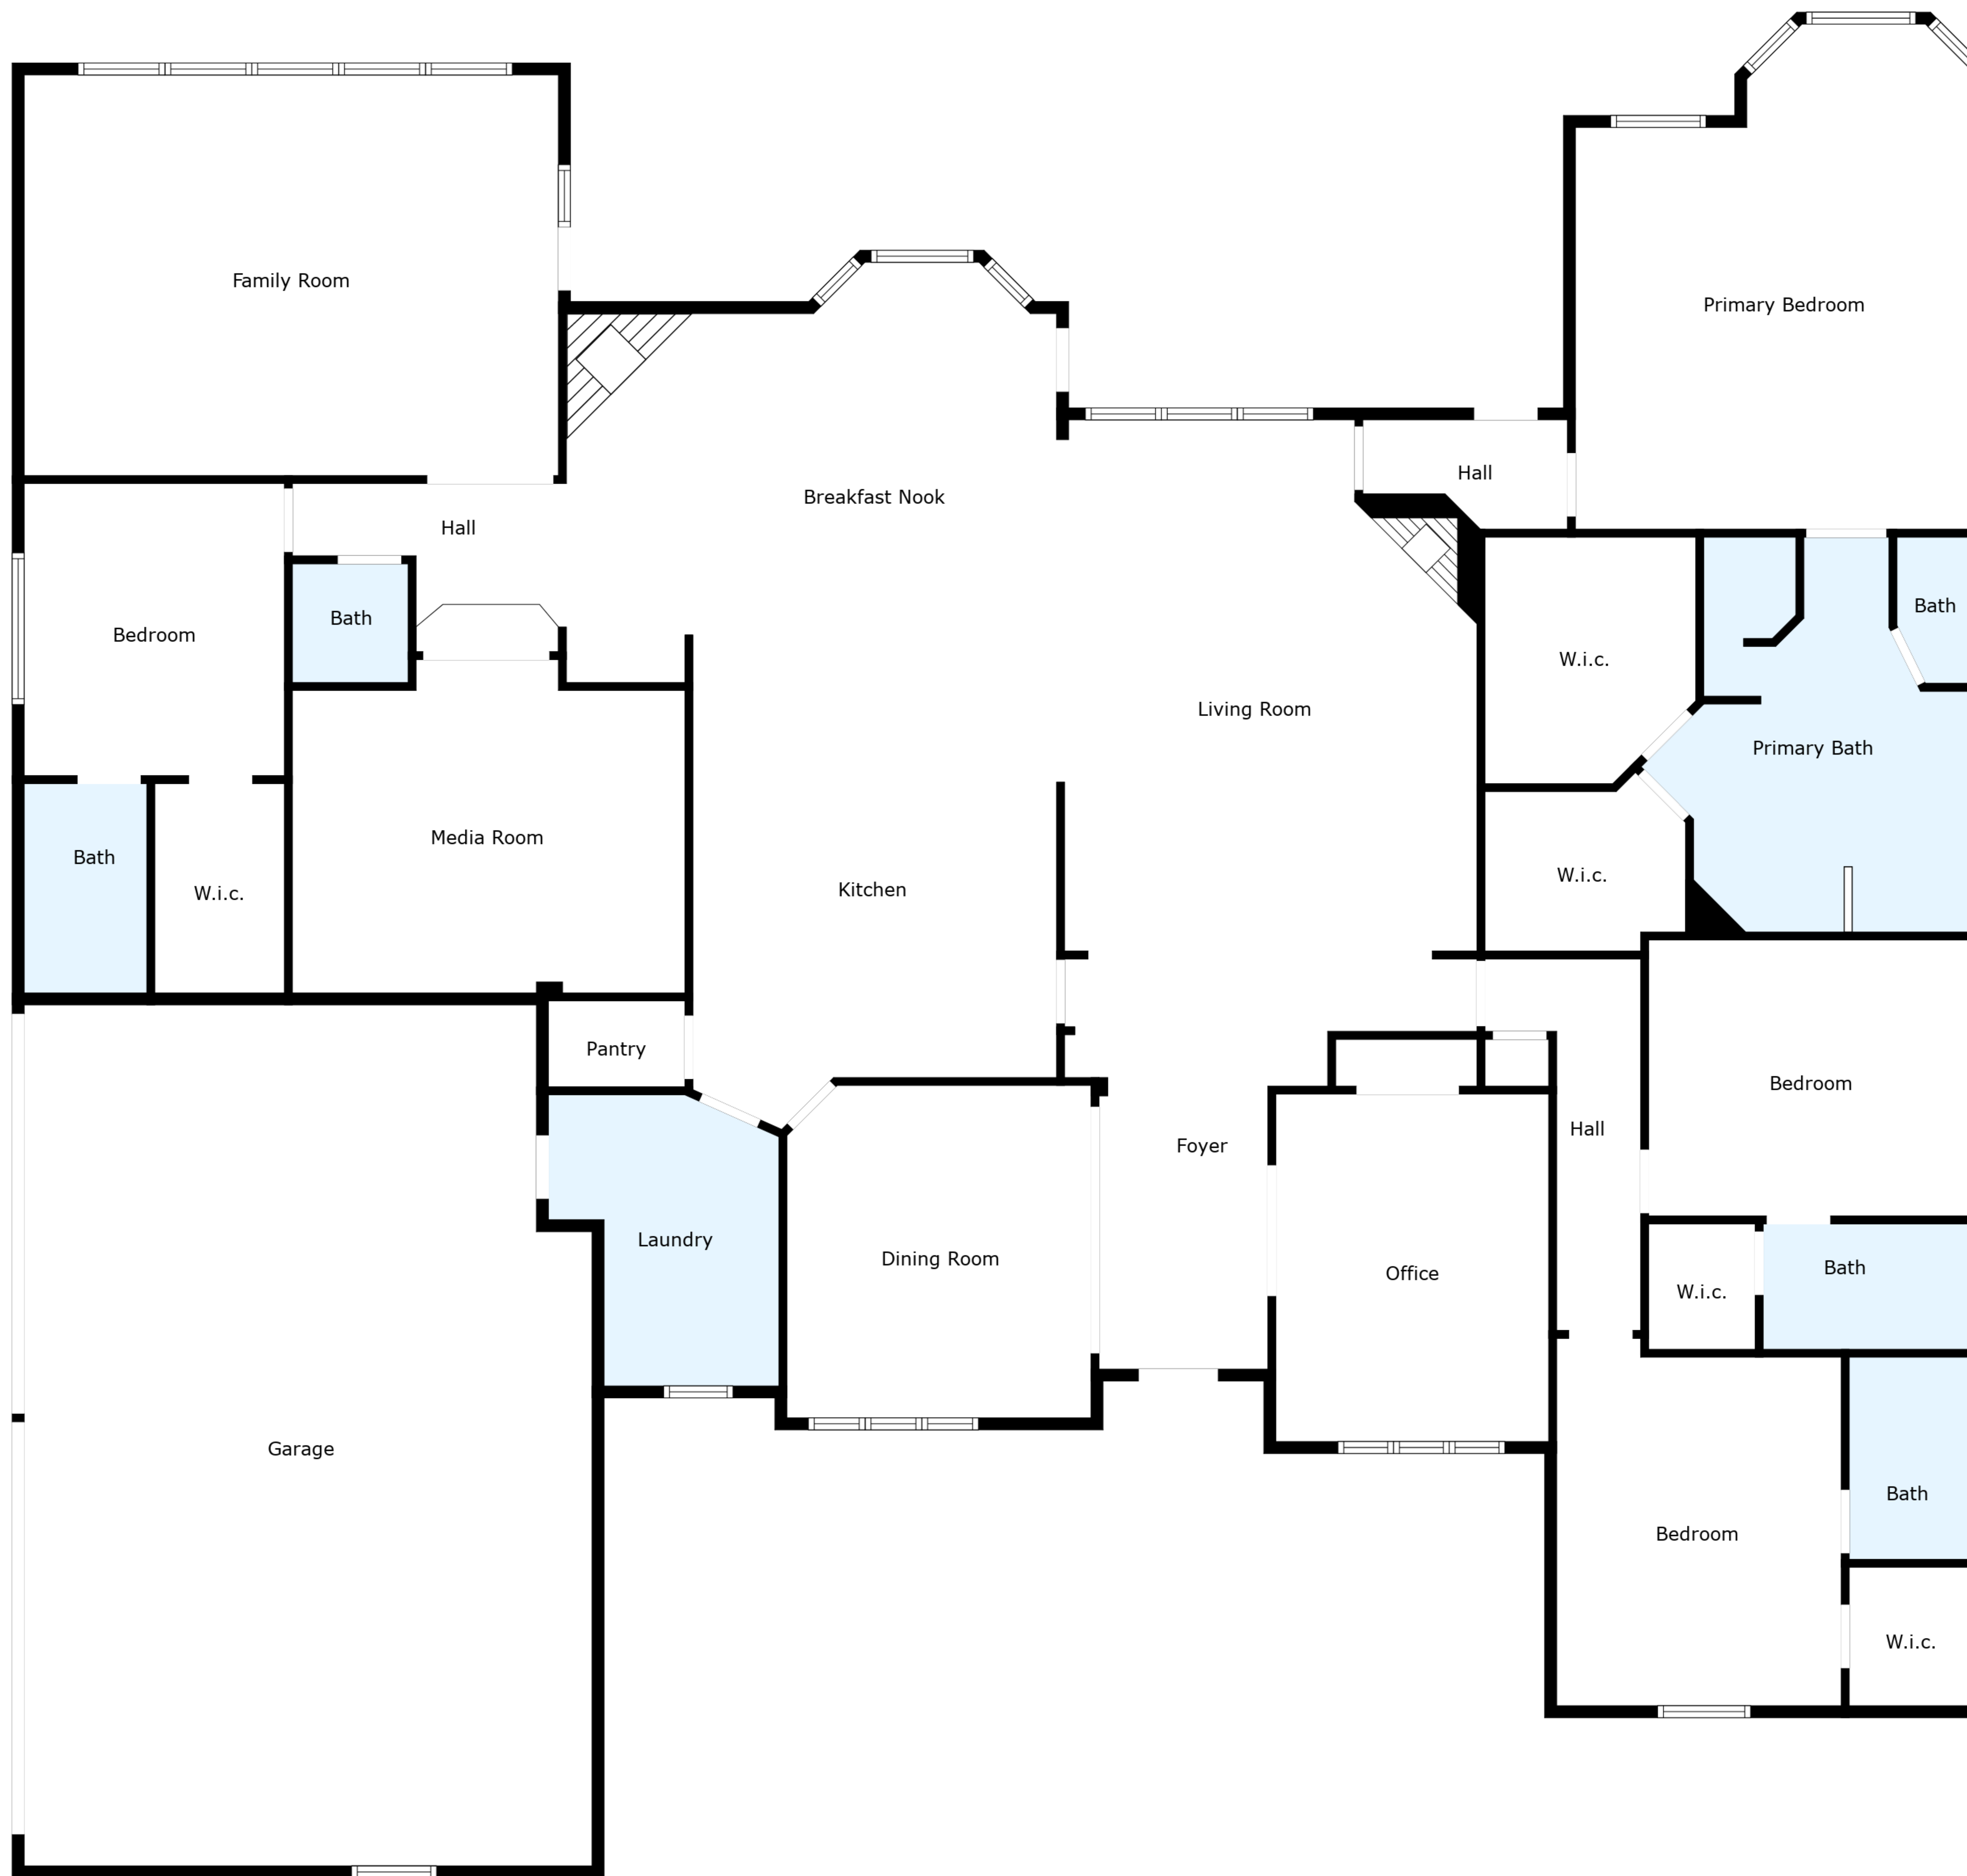 Family Room
Primary Bedroom
Hall
Breakfast Nook
Hall
Bath
Bath
Bedroom
W.i.c.
Living Room
Primary Bath
Media Room
Bath
W.i.c.
Kitchen
W.i.c.
Pantry
Bedroom
Hall
Foyer
Laundry
Dining Room
Office
Bath
W.i.c.
Garage
Bath
Bedroom
W.i.c.